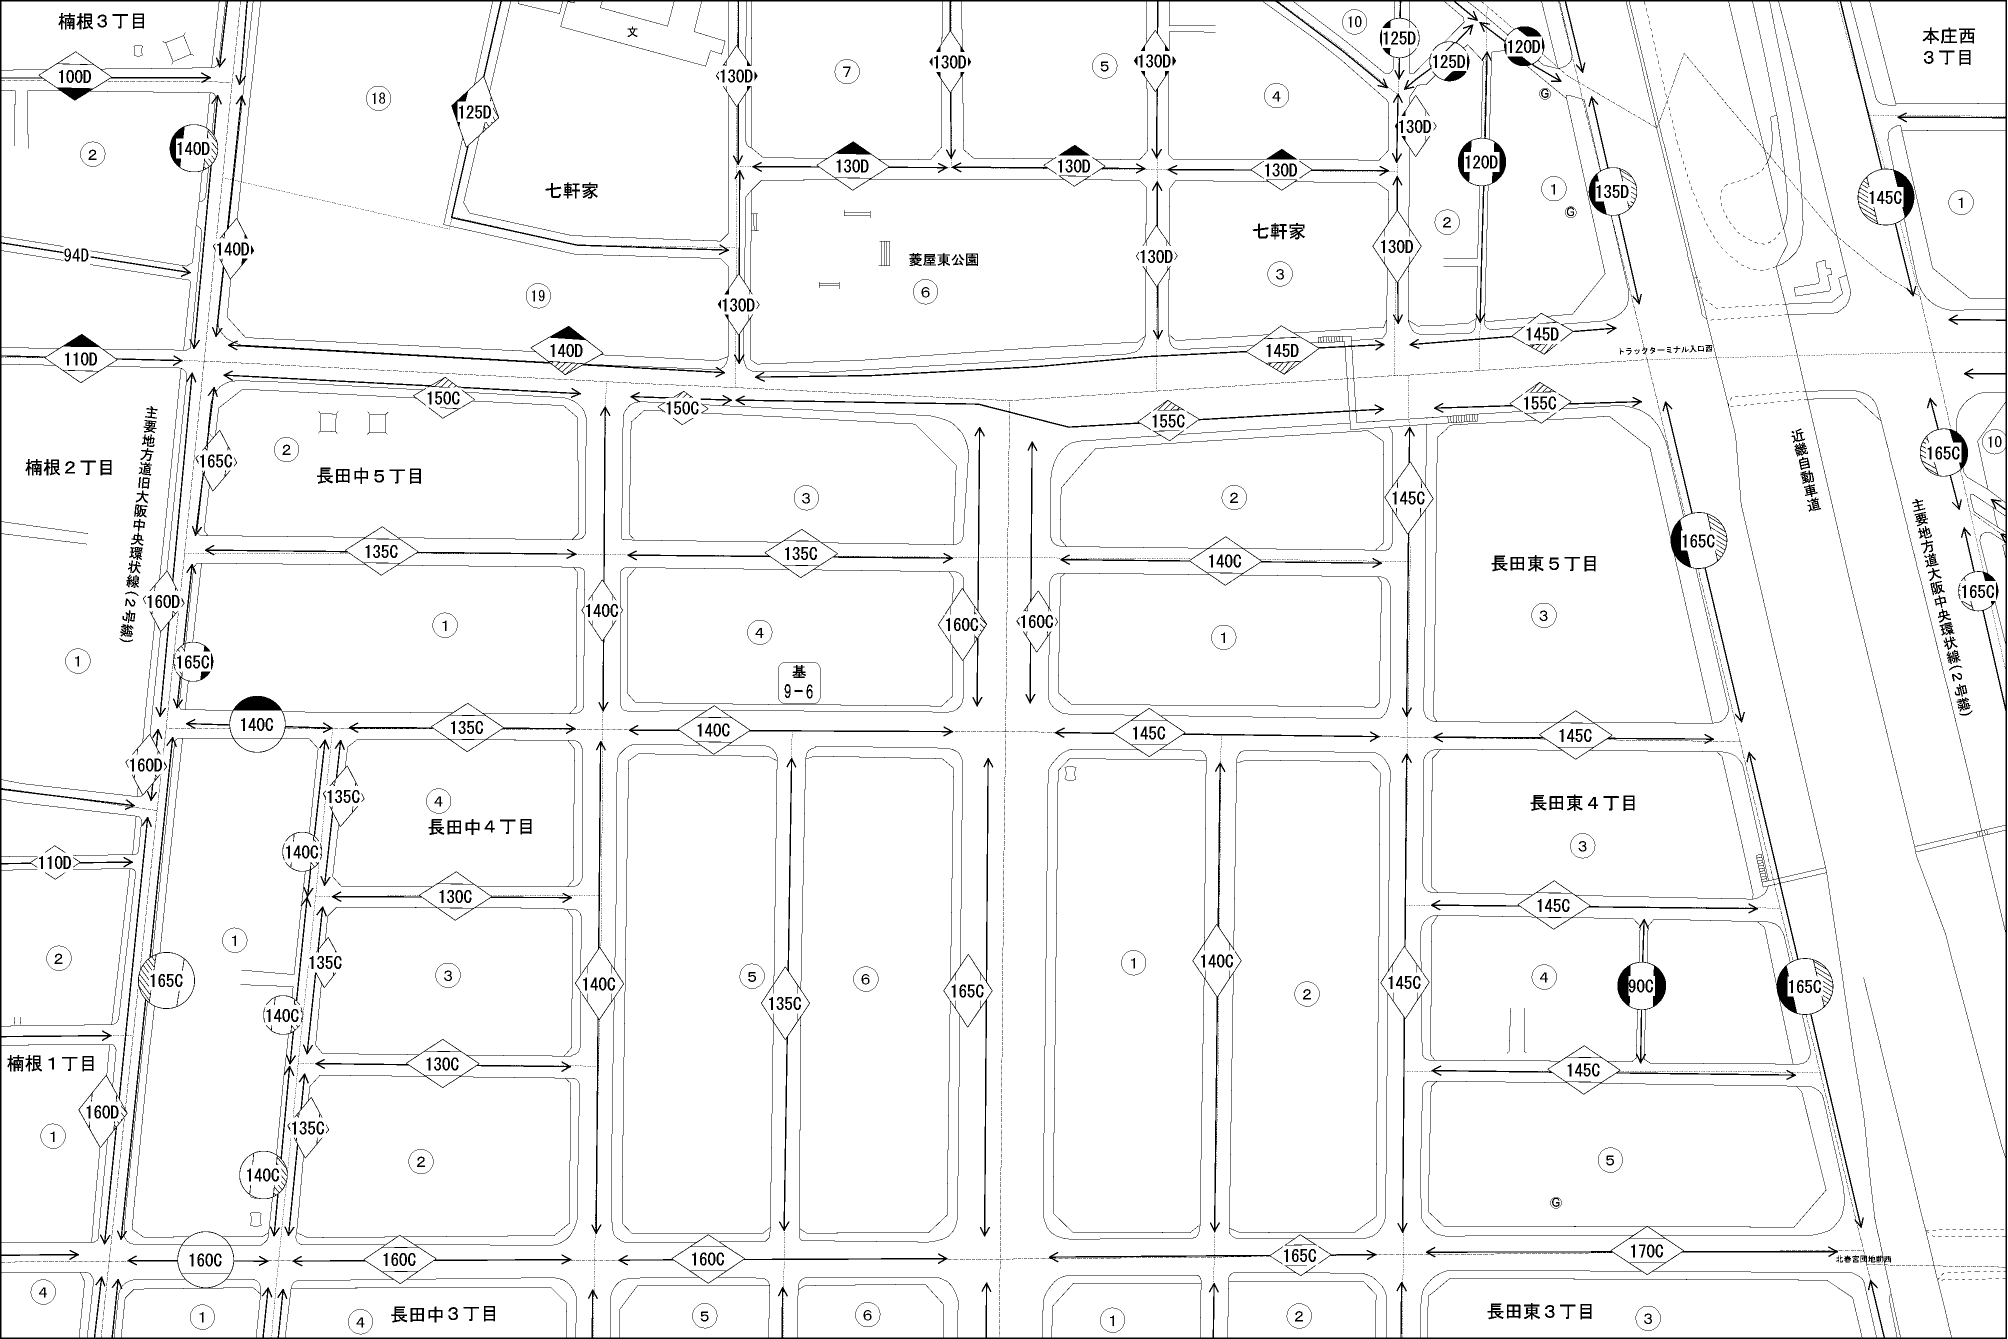 楠根３丁目
文
10
125D
120D
本庄西
３丁目
100D
130D
130D
7
5
130D
125D
18
4
G
125D
130D
2
140D
130D
130D
130D
120D
1
135D
145C
1
七軒家
G
2
140D
94D
七軒家
130D
130D
菱屋東公園
3
19
6
130D
110D
140D
145D
145D
トラックターミナル入口西
150C
150C
155C
155C
主要地方道旧大阪中央環状線(２号線)
165C
2
楠根２丁目
長田中５丁目
3
2
145C
近畿自動車道
165C
10
主要地方道大阪中央環状線(２号線)
135C
135C
140C
165C
長田東５丁目
160D
140C
160C
160C
165C
3
1
4
1
1
165C
基
9－6
140C
135C
140C
145C
145C
160D
135C
4
長田中４丁目
長田東４丁目
140C
3
110D
130C
145C
2
1
135C
3
5
6
1
140C
2
4
165C
140C
135C
165C
145C
90C
165C
140C
楠根１丁目
130C
145C
160D
1
135C
140C
2
5
G
160C
160C
160C
165C
170C
北春宮団地前西
4
1
4
長田中３丁目
5
6
1
2
長田東３丁目
3